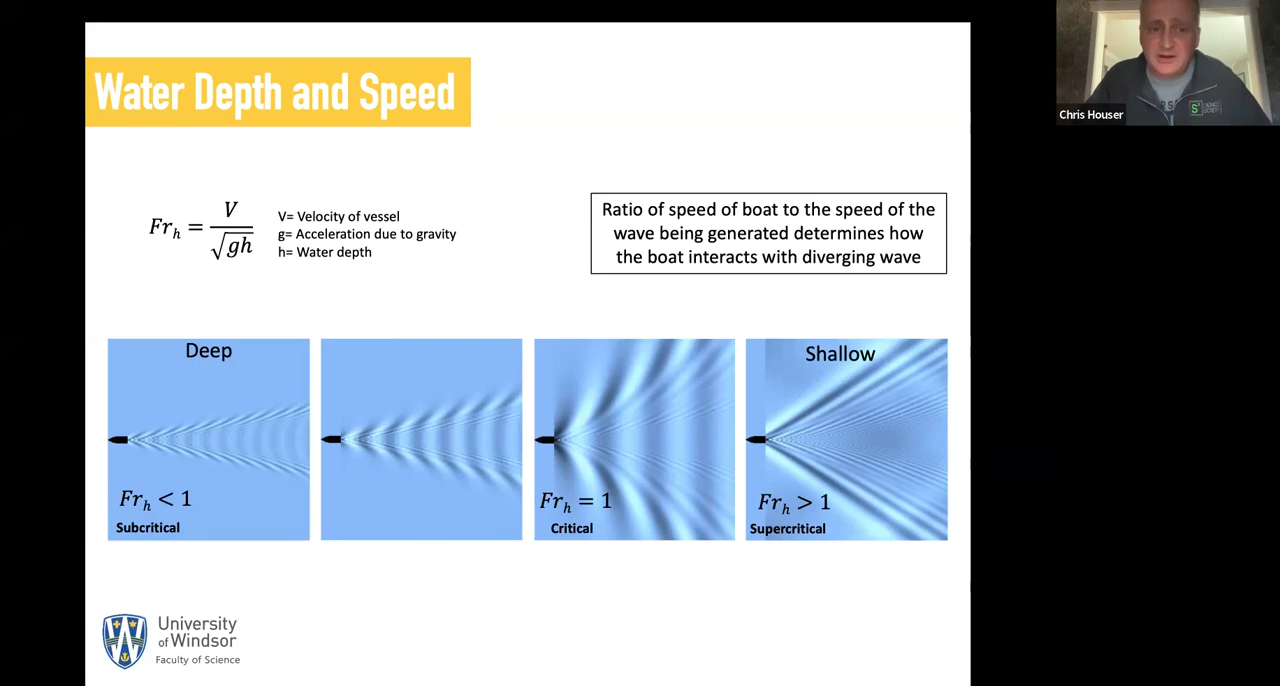 Water Depth and Speed
Chris Houser
Fr_h = V / √gh
V= Velocity of vessel
g= Acceleration due to gravity
h= Water depth
Ratio of speed of boat to the speed of the
wave being generated determines how
the boat interacts with diverging wave
Deep
Fr_h < 1
Subcritical
Fr_h = 1
Critical
Shallow
Fr_h > 1
Supercritical
University
of Windsor
Faculty of Science